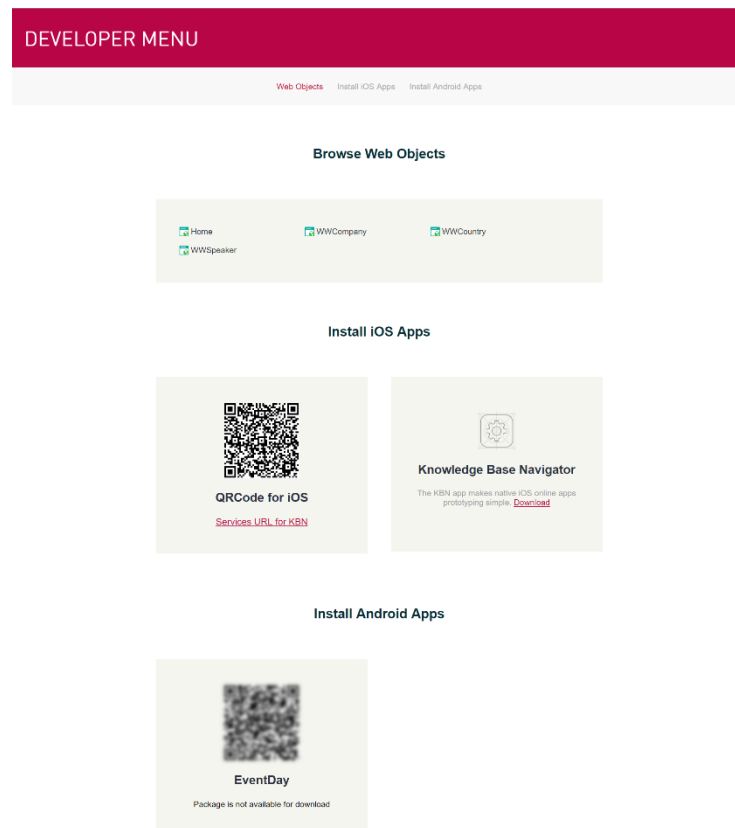 DEVELOPER MENU
Web Objects Install iOS Apps Install Android Apps
Browse Web Objects
Home WWCompany WWCountry
WWSpeaker
Install iOS Apps
QRCode for iOS
Services URL for KBN
Knowledge Base Navigator
The KBN app makes native iOS online apps
prototyping simple. Download
Install Android Apps
EventDay
Package is not available for download